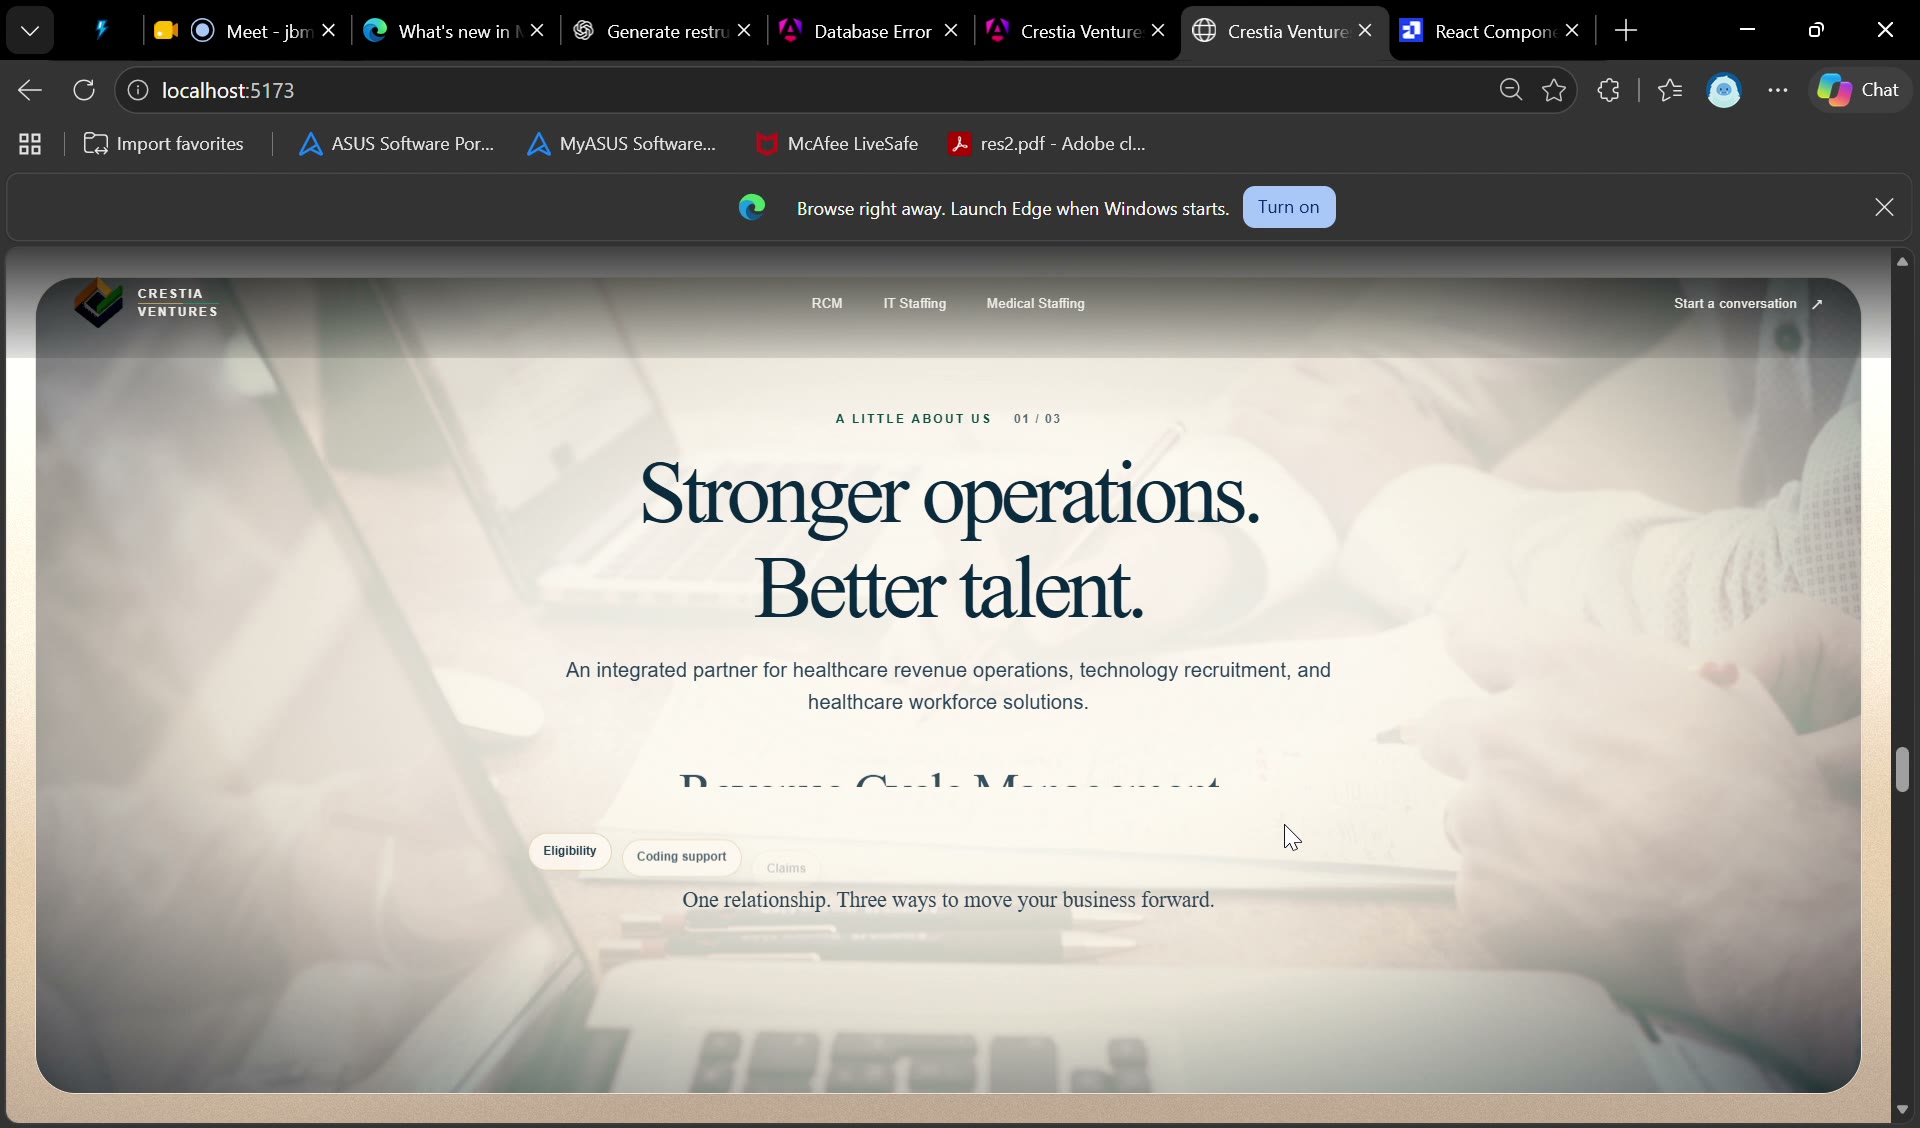 Meet - jbm
What's new in
Generate restru
Database Error
Crestia Venture
Crestia Venture
React Compon
localhost:5173
Chat
Import favorites
ASUS Software Por...
MyASUS Software...
McAfee LiveSafe
res2.pdf - Adobe cl...
Browse right away. Launch Edge when Windows starts.
Turn on
CRESTIA
VENTURES
RCM
IT Staffing
Medical Staffing
Start a conversation ↗
A LITTLE ABOUT US 01 / 03
Stronger operations.
Better talent.
An integrated partner for healthcare revenue operations, technology recruitment, and
healthcare workforce solutions.
Revenue Cycle Management
Eligibility
Coding support
Claims
One relationship. Three ways to move your business forward.